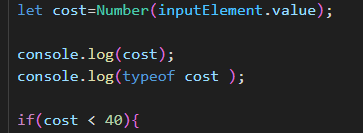 let cost=Number(inputElement.value);
console.log(cost);
console.log(typeof cost );
if(cost < 40){